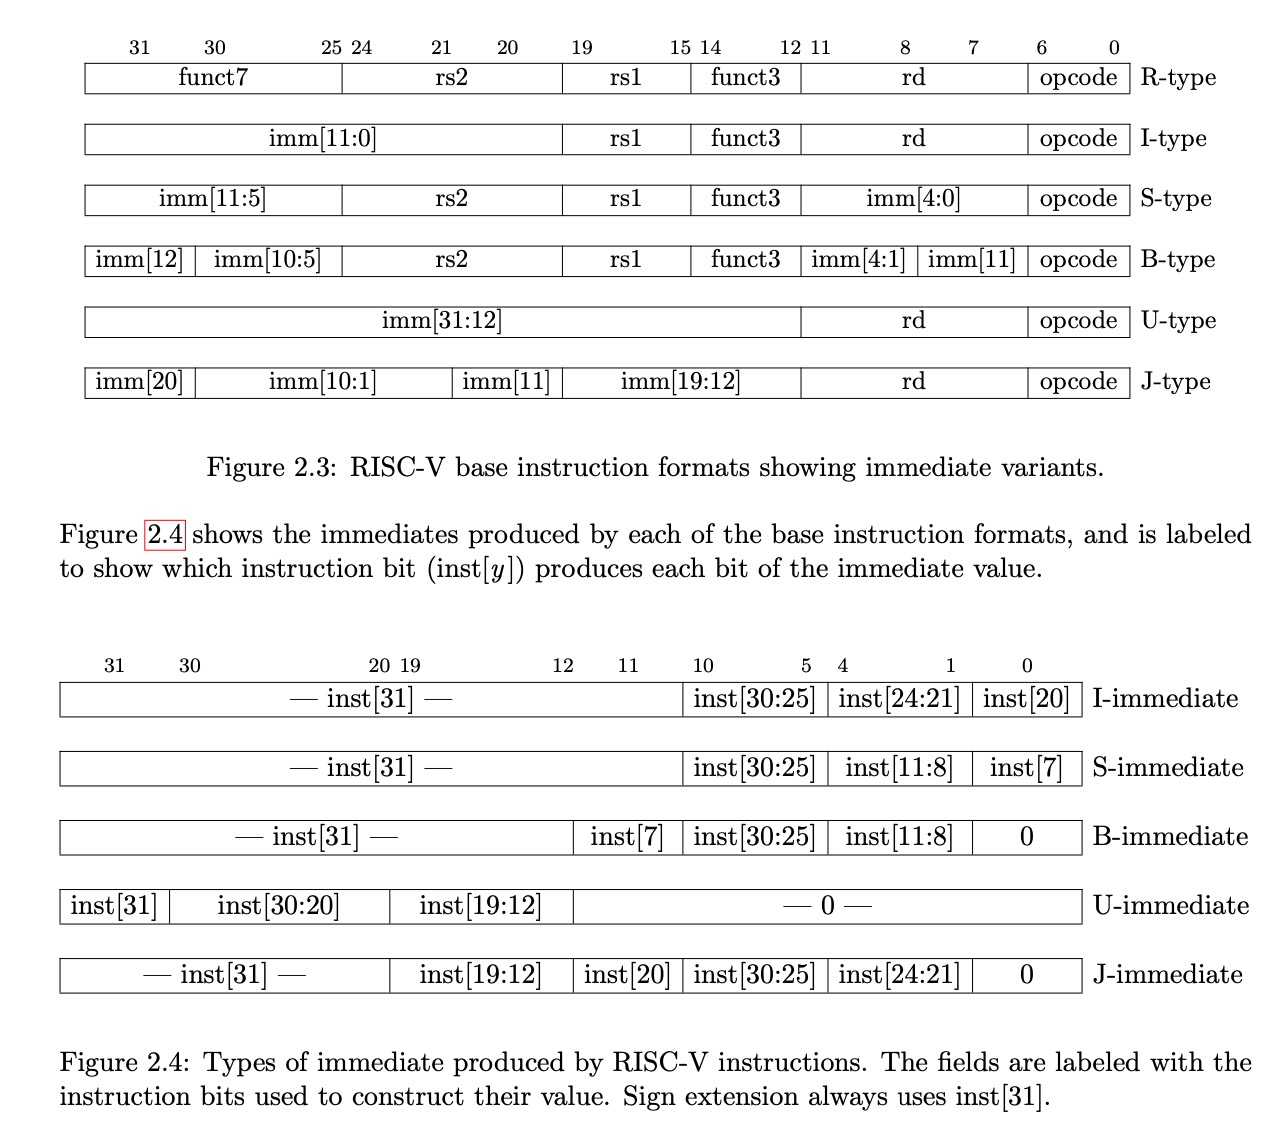 31 30 25 24 21 20 19 15 14 12 11 8 7 6 0
funct7 rs2 rs1 funct3 rd opcode R-type
imm[11:0] rs1 funct3 rd opcode I-type
imm[11:5] rs2 rs1 funct3 imm[4:0] opcode S-type
imm[12] imm[10:5] rs2 rs1 funct3 imm[4:1] imm[11] opcode B-type
imm[31:12] rd opcode U-type
imm[20] imm[10:1] imm[11] imm[19:12] rd opcode J-type
Figure 2.3: RISC-V base instruction formats showing immediate variants.
Figure 2.4 shows the immediates produced by each of the base instruction formats, and is labeled
to show which instruction bit (inst[y]) produces each bit of the immediate value.
31 30 20 19 12 11 10 5 4 1 0
— inst[31] — inst[30:25] inst[24:21] inst[20] I-immediate
— inst[31] — inst[30:25] inst[11:8] inst[7] S-immediate
— inst[31] — inst[7] inst[30:25] inst[11:8] 0 B-immediate
inst[31] inst[30:20] inst[19:12] — 0 — U-immediate
— inst[31] — inst[19:12] inst[20] inst[30:25] inst[24:21] 0 J-immediate
Figure 2.4: Types of immediate produced by RISC-V instructions. The fields are labeled with the
instruction bits used to construct their value. Sign extension always uses inst[31].